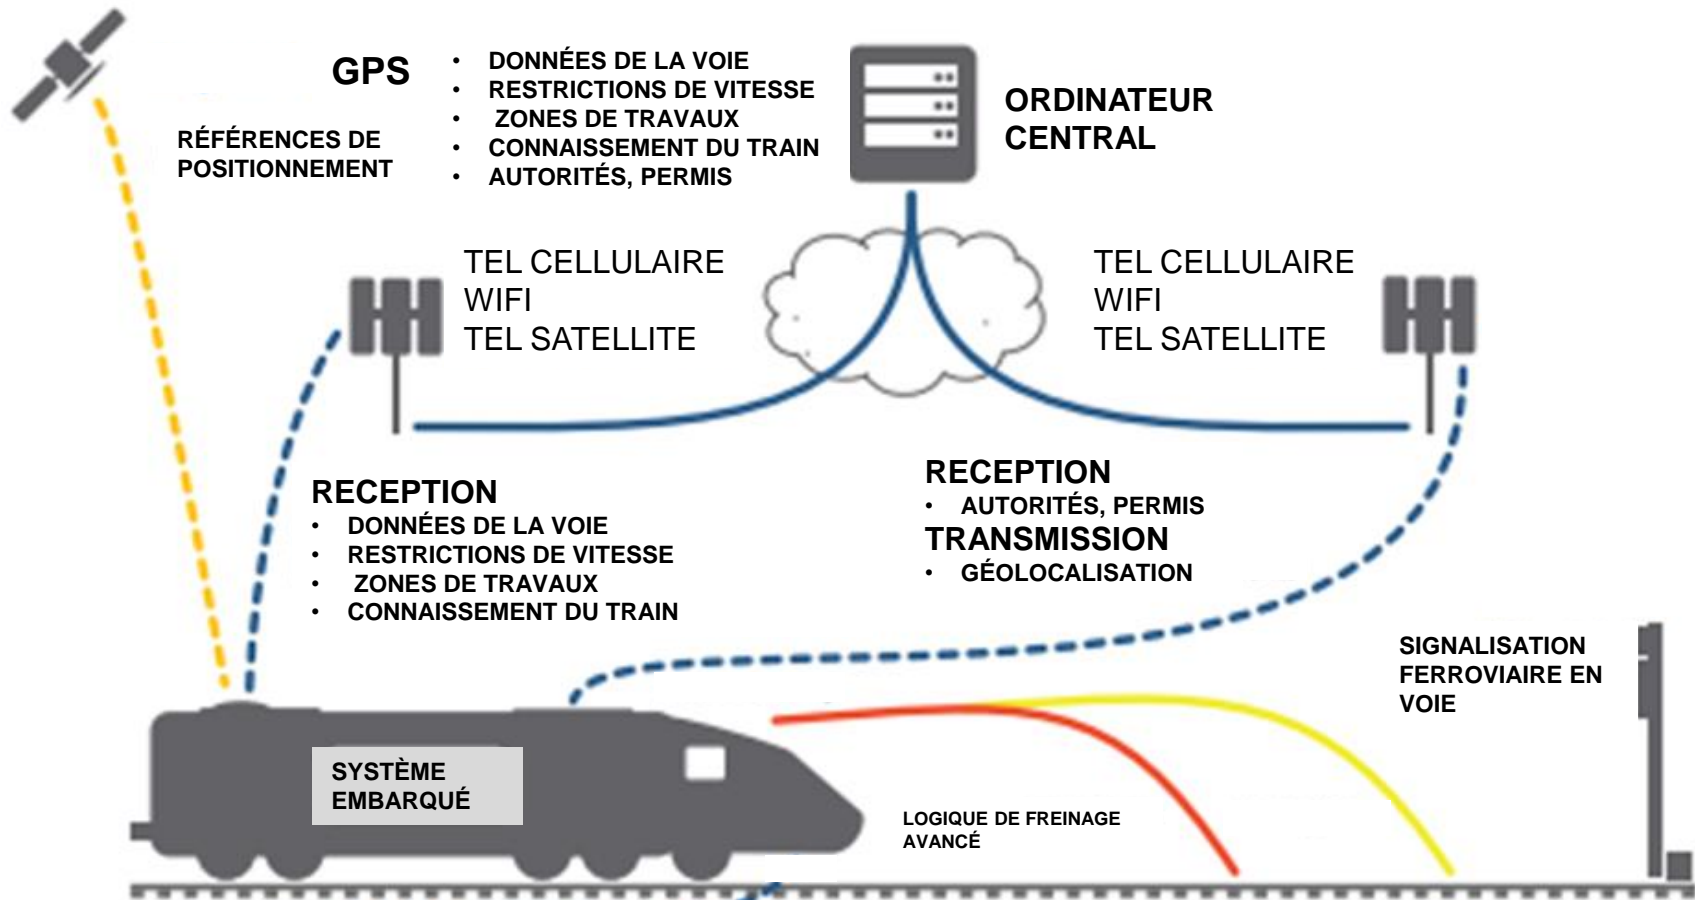 GPS
RÉFÉRENCES DE
POSITIONNEMENT
• DONNÉES DE LA VOIE
• RESTRICTIONS DE VITESSE
• ZONES DE TRAVAUX
• CONNAISSEMENT DU TRAIN
• AUTORITÉS, PERMIS
ORDINATEUR
CENTRAL
TEL CELLULAIRE
WIFI
TEL SATELLITE
TEL CELLULAIRE
WIFI
TEL SATELLITE
RECEPTION
• DONNÉES DE LA VOIE
• RESTRICTIONS DE VITESSE
• ZONES DE TRAVAUX
• CONNAISSEMENT DU TRAIN
RECEPTION
• AUTORITÉS, PERMIS
TRANSMISSION
• GÉOLOCALISATION
SIGNALISATION
FERROVIAIRE EN
VOIE
SYSTÈME
EMBARQUÉ
LOGIQUE DE FREINAGE
AVANCÉ